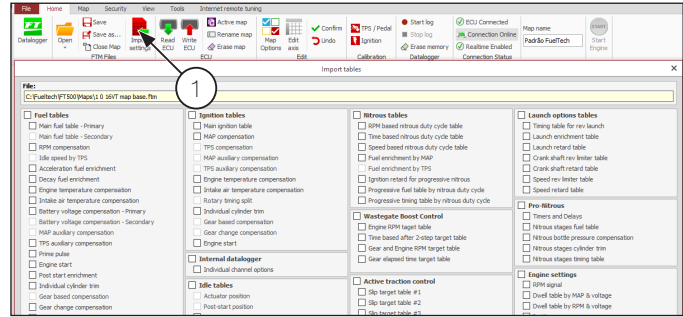 File Home Map Security View Tools Internet remote tuning
Datalogger
Open
Save
Save as...
Close Map
FTM Files
Import settings
Read ECU
Write ECU
Active map
Rename map
Erase map
ECU
Map Options
Edit axis
Confirm
Undo
Edit
TPS / Pedal
Ignition
Calibration
Start log
Stop log
Erase memory
Datalogger
ECU Connected
Connection Online
Realtime Enabled
Connection Status
Map name
Padrão FuelTech
START
Start Engine
Import tables
1
File:
C:\Fueltech\FT500\Maps\1 0 16VT map base.ftm
Fuel tables
Main fuel table - Primary
Main fuel table - Secondary
RPM compensation
Idle speed by TPS
Acceleration fuel enrichment
Decay fuel enrichment
Engine temperature compensation
Intake air temperature compensation
Battery voltage compensation - Primary
Battery voltage compensation - Secondary
MAP auxiliary compensation
TPS auxiliary compensation
Prime pulse
Engine start
Post start enrichment
Individual cylinder trim
Gear based compensation
Gear change compensation
Ignition tables
Main ignition table
MAP compensation
TPS compensation
MAP auxiliary compensation
TPS auxiliary compensation
Engine temperature compensation
Intake air temperature compensation
Rotary timing split
Individual cylinder trim
Gear based compensation
Gear change compensation
Engine start
Internal datalogger
Individual channel options
Idle tables
Actuator position
Post-start position
Nitrous tables
RPM based nitrous duty cycle table
Time based nitrous duty cycle table
Speed based nitrous duty cycle table
Fuel enrichment by MAP
Fuel enrichment by TPS
Ignition retard for progressive nitrous
Progressive fuel table by nitrous duty cycle
Progressive timing table by nitrous duty cycle
Wastegate Boost Control
Engine RPM taget table
Time based after 2-step target table
Gear and Engine RPM target table
Gear elapsed time target table
Active traction control
Slip target table #1
Slip target table #2
Slip target table #3
Launch options tables
Timing table for rev launch
Launch enrichment table
Launch retard table
Crank shaft rev limiter table
Crank shaft retard table
Speed rev limiter table
Speed retard table
Pro-Nitrous
Timers and Delays
Nitrous stages fuel table
Nitrous bottle pressure compensation
Nitrous stages cylinder trim
Nitrous stages timing table
Engine settings
RPM signal
Dwell table by MAP & voltage
Dwell table by RPM & voltage